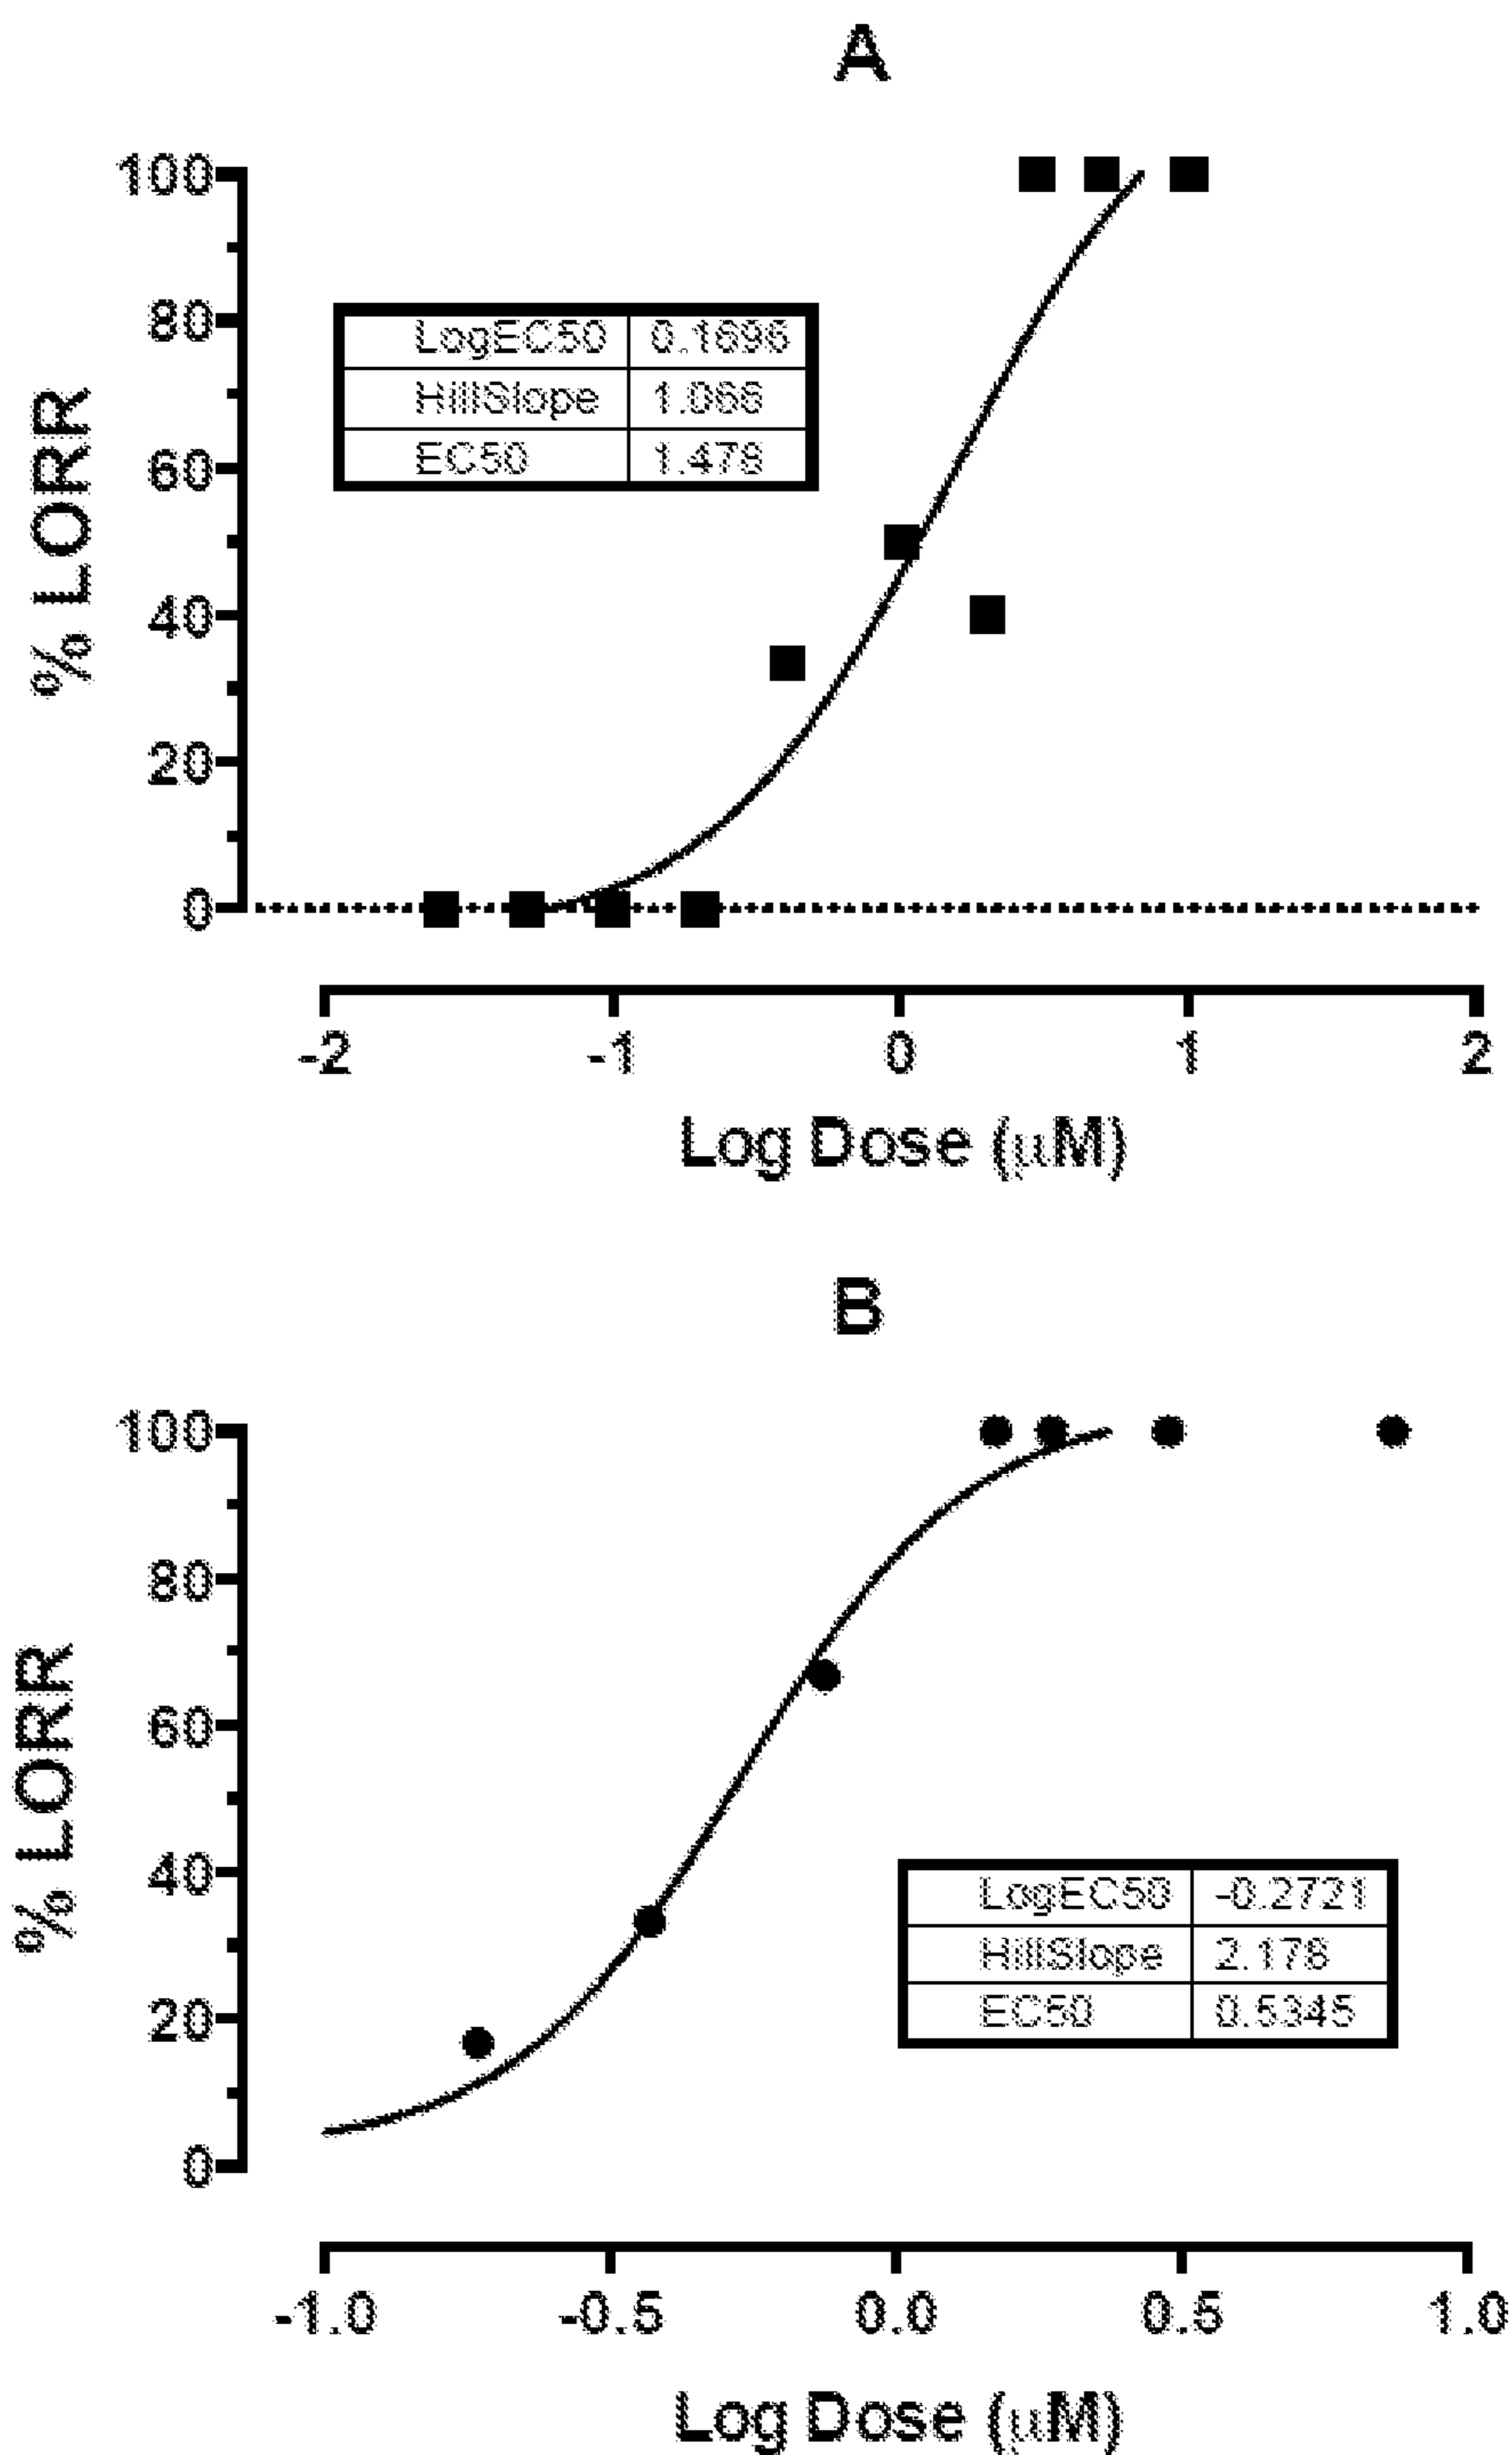 A
100
80
60
40
20
0
% LORR
LogEC50 0.1696
HillSlope 1.066
EC50 1.478
-2 -1 0 1 2
Log Dose (μM)
B
100
80
60
40
20
0
% LORR
LogEC50 -0.2721
HillSlope 2.178
EC50 0.5345
-1.0 -0.5 0.0 0.5 1.0
Log Dose (μM)